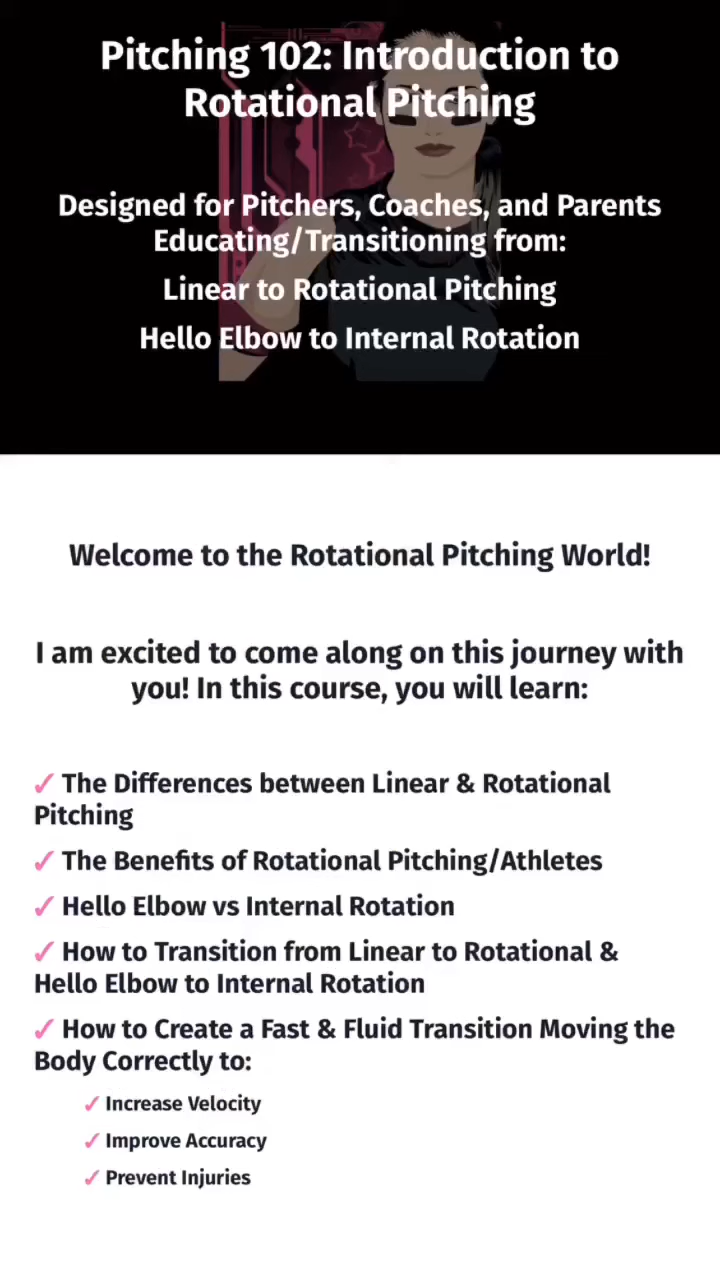 Pitching 102: Introduction to
Rotational Pitching
Designed for Pitchers, Coaches, and Parents
Educating/Transitioning from:
Linear to Rotational Pitching
Hello Elbow to Internal Rotation
Welcome to the Rotational Pitching World!
I am excited to come along on this journey with
you! In this course, you will learn:
✓ The Differences between Linear & Rotational
Pitching
✓ The Benefits of Rotational Pitching/Athletes
✓ Hello Elbow vs Internal Rotation
✓ How to Transition from Linear to Rotational &
Hello Elbow to Internal Rotation
✓ How to Create a Fast & Fluid Transition Moving the
Body Correctly to:
✓ Increase Velocity
✓ Improve Accuracy
✓ Prevent Injuries